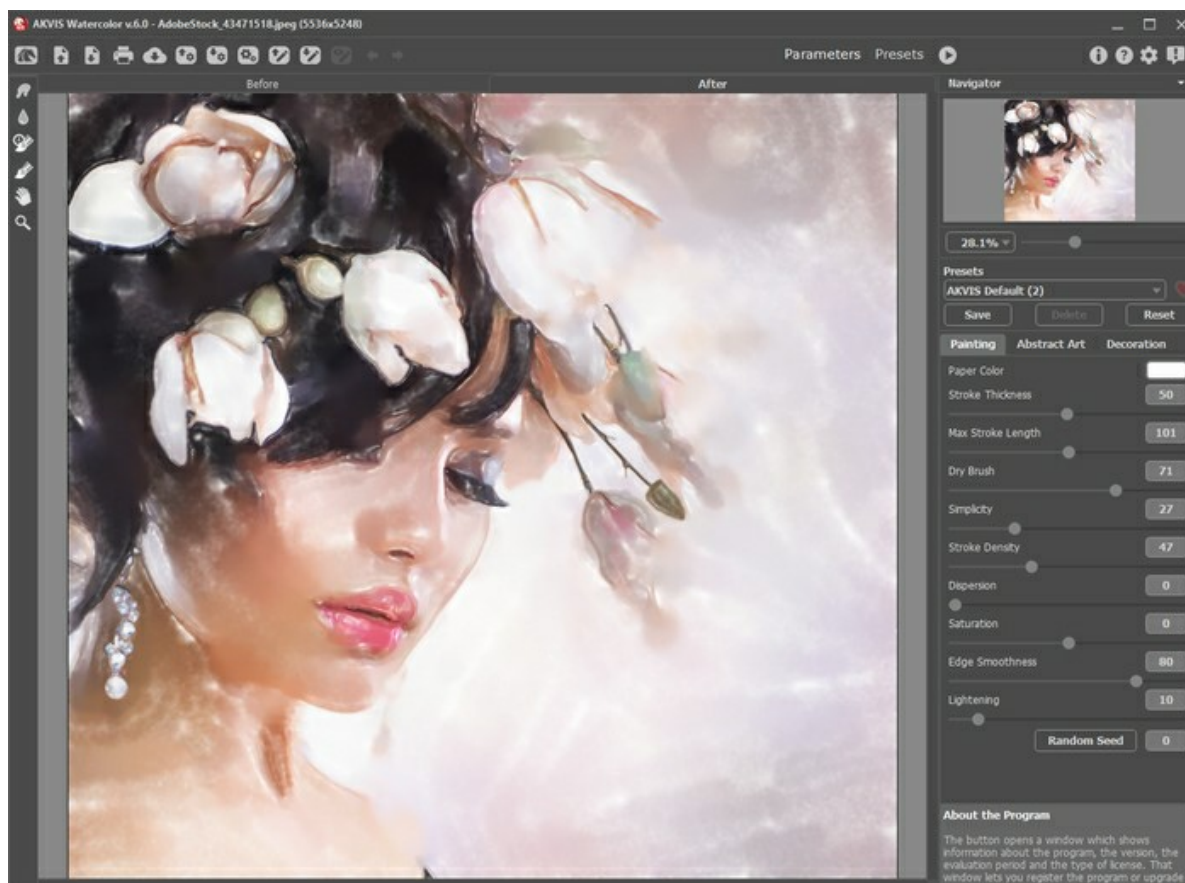 AKVIS Watercolor v.6.0 - AdobeStock_43471518.jpeg (5536x5248)
Parameters Presets
Before After
Navigator
28.1%
Presets
AKVIS Default (2)
Save Delete Reset
Painting Abstract Art Decoration
Paper Color
Stroke Thickness 50
Max Stroke Length 101
Dry Brush 71
Simplicity 27
Stroke Density 47
Dispersion 0
Saturation 0
Edge Smoothness 80
Lightening 10
Random Seed 0
About the Program
The button opens a window which shows
information about the program, the version, the
evaluation period and the type of license. That
window lets you register the program or upgrade